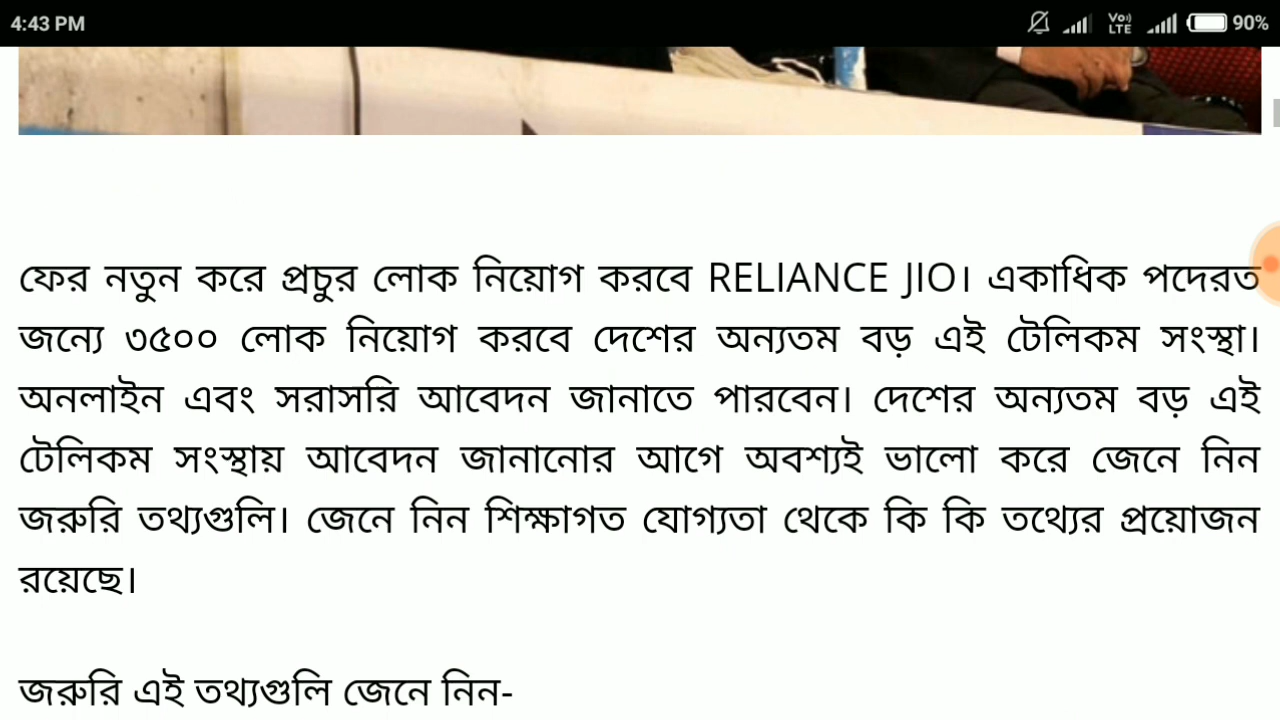 4:43 PM
Vo) LTE
90%
ফের নতুন করে প্রচুর লোক নিয়োগ করবে RELIANCE JIO। একাধিক পদেরত
জন্যে ৩৫০০ লোক নিয়োগ করবে দেশের অন্যতম বড় এই টেলিকম সংস্থা।
অনলাইন এবং সরাসরি আবেদন জানাতে পারবেন। দেশের অন্যতম বড় এই
টেলিকম সংস্থায় আবেদন জানানোর আগে অবশ্যই ভালো করে জেনে নিন
জরুরি তথ্যগুলি। জেনে নিন শিক্ষাগত যোগ্যতা থেকে কি কি তথ্যের প্রয়োজন
রয়েছে।
জরুরি এই তথ্যগুলি জেনে নিন-